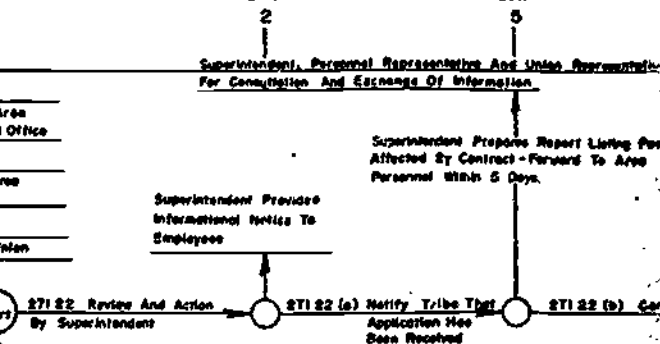 2
5
Superintendent, Personnel Representative And Union Representative
For Consultation And Exchange Of Information
Area
Office
Superintendent Prepares Report Listing
Affected By Contract - Forward To Area
Personnel Within 5 Days.
Superintendent Provides
Informational Notice To
Employees
Union
271.22 Review And Action
By Superintendent
271.22 (a) Notify Tribe That
Application Has
Been Received
271.22 (b)